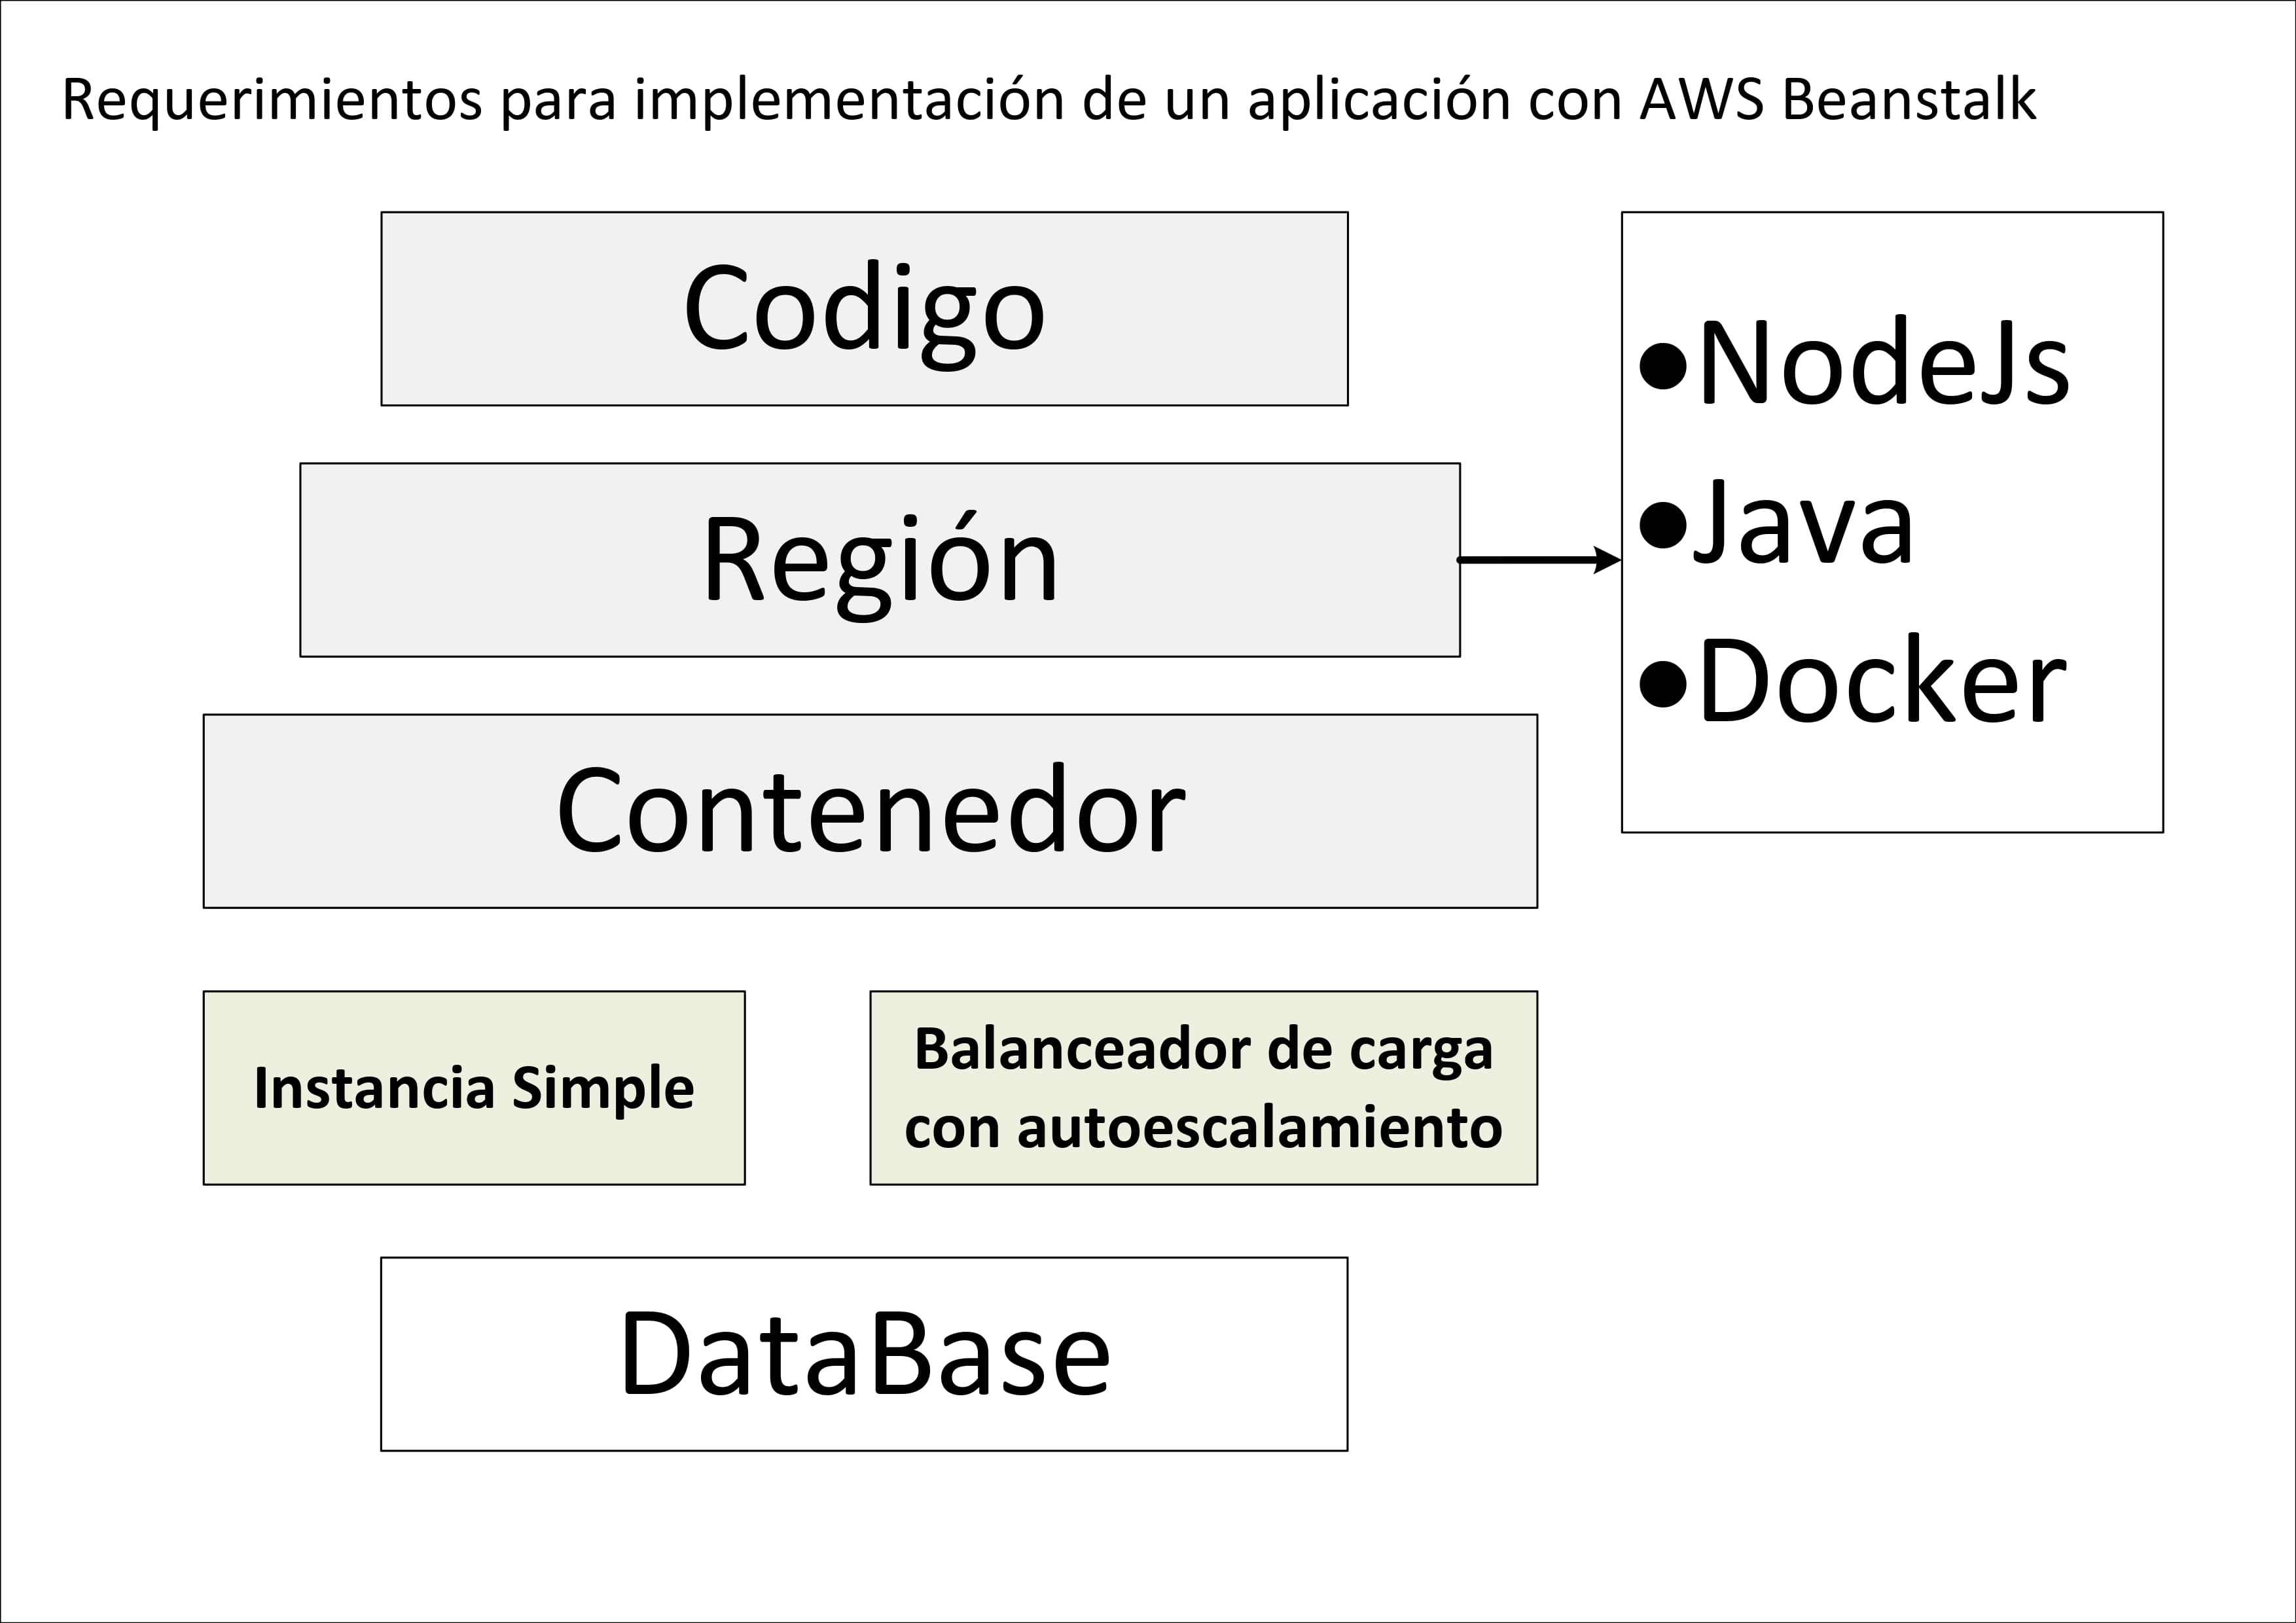 Requerimientos para implementación de un aplicación con AWS Beanstalk
Codigo
Región
Contenedor
•NodeJs
•Java
•Docker
Instancia Simple
Balanceador de carga
con autoescalamiento
DataBase